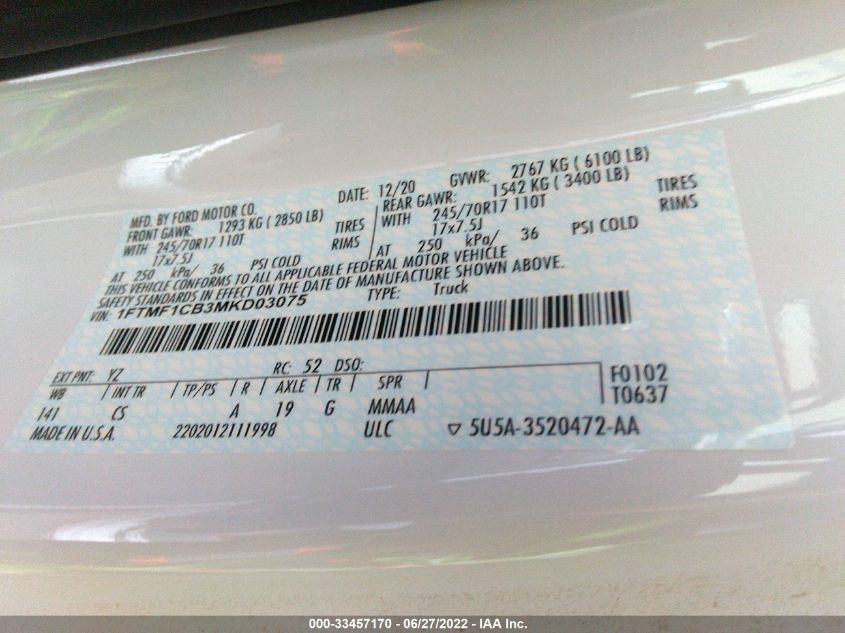 MFD. BY FORD MOTOR CO. DATE: 12/20 GVWR: 2767 KG ( 6100 LB)
FRONT GAWR: 1293 KG ( 2850 LB) REAR GAWR: 1542 KG ( 3400 LB)
WITH 245/70R17 110T TIRES WITH 245/70R17 110T TIRES
17x7.5J RIMS 17x7.5J RIMS
AT 250 kPa/ 36 PSI COLD AT 250 kPa/ 36 PSI COLD
THIS VEHICLE CONFORMS TO ALL APPLICABLE FEDERAL MOTOR VEHICLE
SAFETY STANDARDS IN EFFECT ON THE DATE OF MANUFACTURE SHOWN ABOVE.
VIN: 1FTMF1CB3MKD03075 TYPE: Truck
EXT PNT: YZ RC: 52 DSO: F0102
WB INT TR TP/PS R AXLE TR SPR T0637
141 CS A 19 G MMAA
MADE IN U.S.A. 2202012111998 ULC ▽ 5U5A-3520472-AA
000-33457170 - 06/27/2022 - IAA Inc.